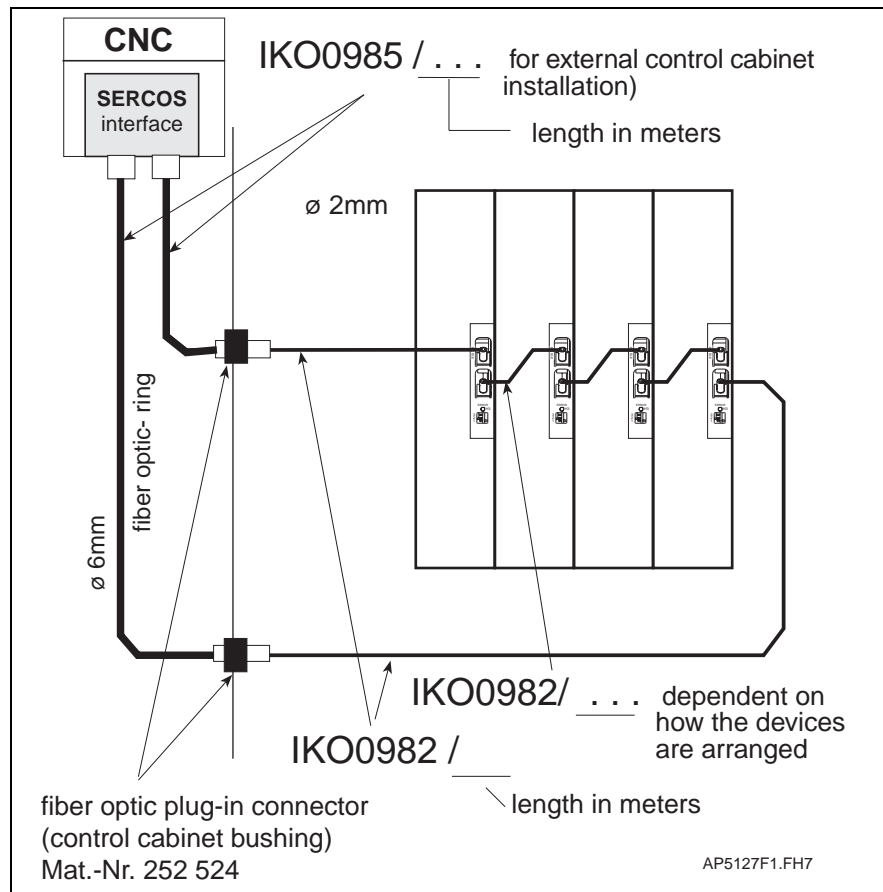 CNC
SERCOS
interface
IKO0985 / . . . for external control cabinet
installation)
length in meters
ø 2mm
fiber optic- ring
ø 6mm
IKO0982/ . . . dependent on
how the devices
are arranged
IKO0982 /
length in meters
fiber optic plug-in connector
(control cabinet bushing)
Mat.-Nr. 252 524
AP5127F1.FH7